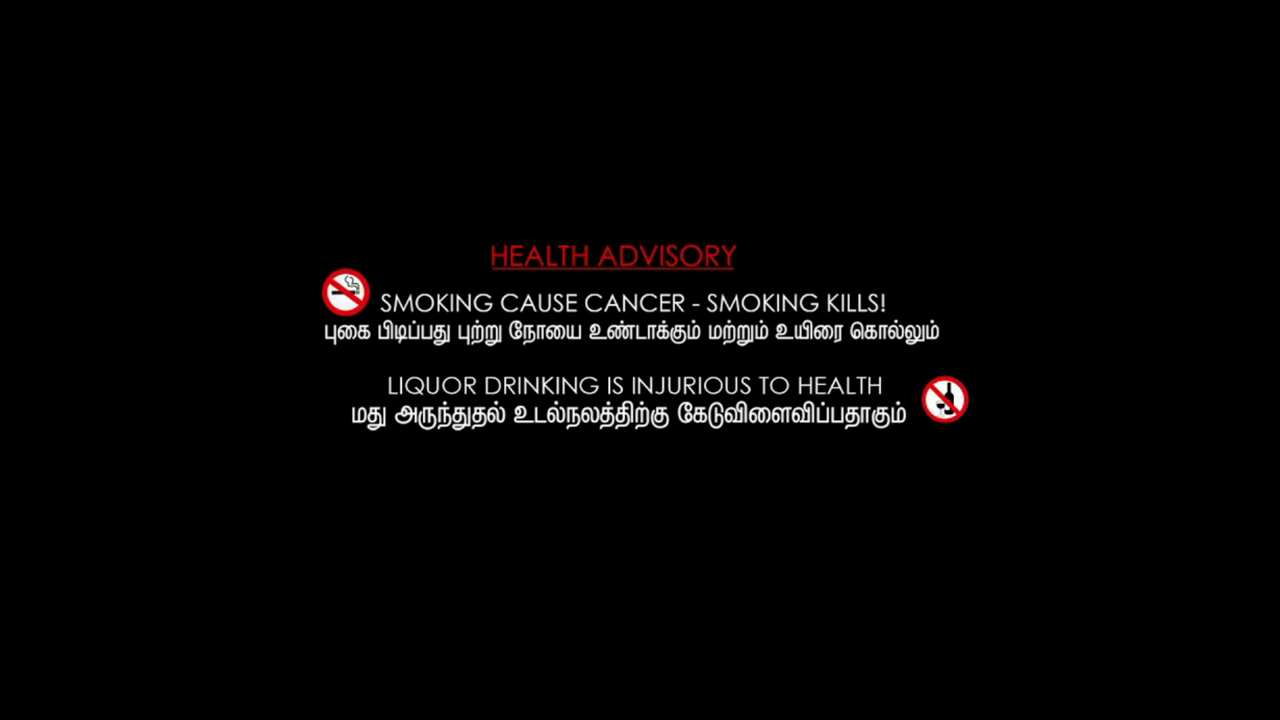 HEALTH ADVISORY
SMOKING CAUSE CANCER - SMOKING KILLS!
புகை பிடிப்பது புற்று நோயை உண்டாக்கும் மற்றும் உயிரை கொல்லும்
LIQUOR DRINKING IS INJURIOUS TO HEALTH
மது அருந்துதல் உடல்நலத்திற்கு கேடுவிளைவிப்பதாகும்